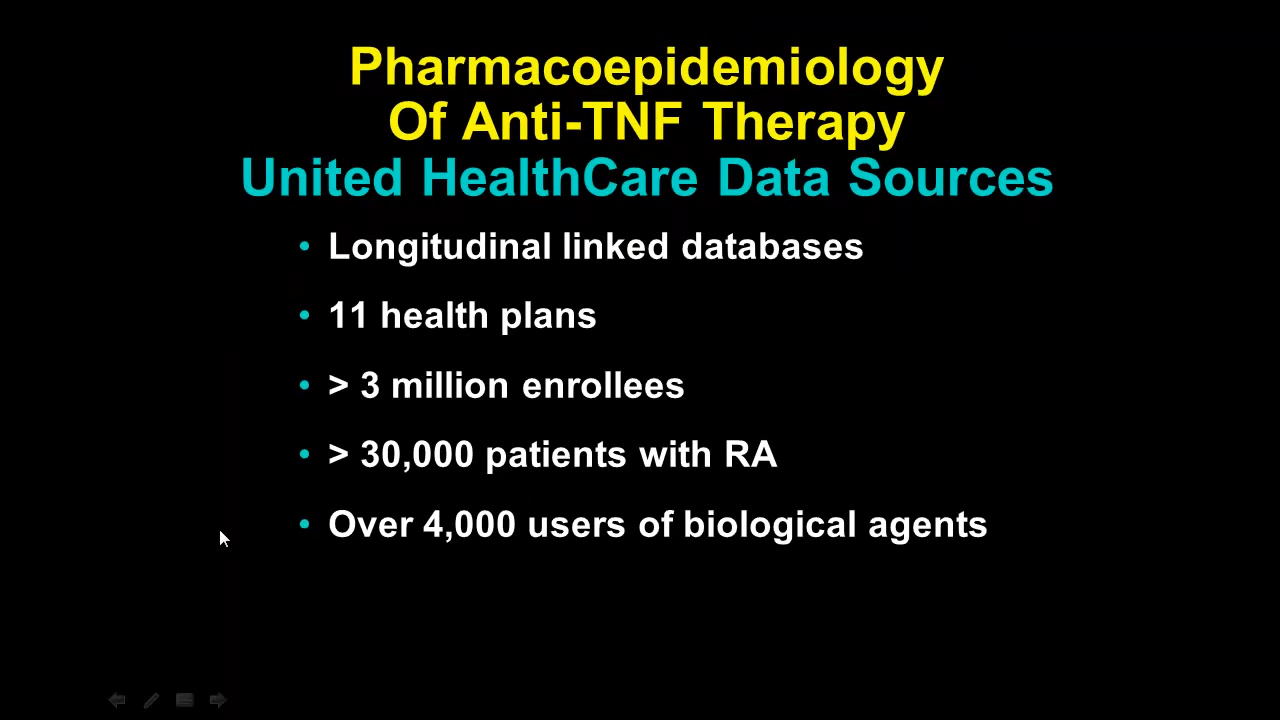 Pharmacoepidemiology
Of Anti-TNF Therapy
United HealthCare Data Sources
• Longitudinal linked databases
• 11 health plans
• > 3 million enrollees
• > 30,000 patients with RA
• Over 4,000 users of biological agents